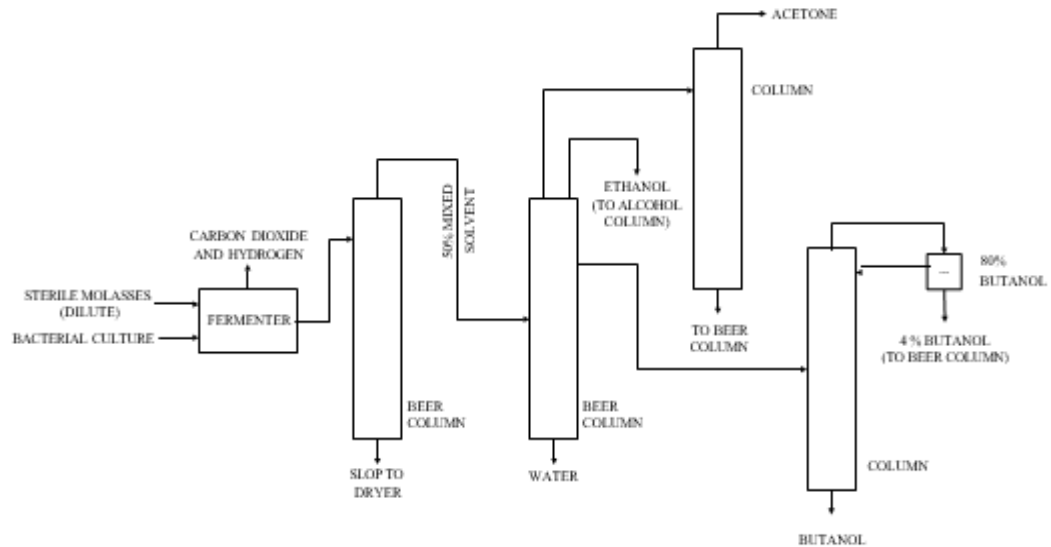 ACETONE
COLUMN
ETHANOL
(TO ALCOHOL
COLUMN)
50% MIXED
SOLVENT
CARBON DIOXIDE
AND HYDROGEN
STERILE MOLASSES
(DILUTE)
BACTERIAL CULTURE
FERMENTER
80%
BUTANOL
TO BEER
COLUMN
4 % BUTANOL
(TO BEER COLUMN)
BEER
COLUMN
BEER
COLUMN
SLOP TO
DRYER
WATER
COLUMN
BUTANOL